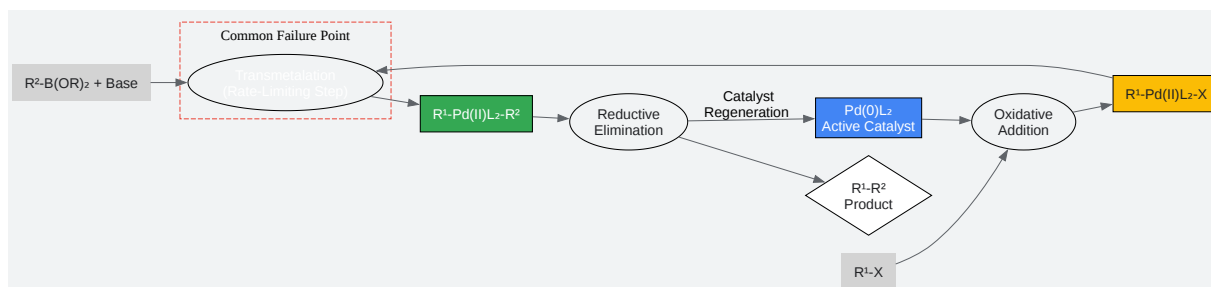 Common Failure Point
R²-B(OR)₂ + Base
Transmetalation
(Rate-Limiting Step)
R¹-Pd(II)L₂-R²
Reductive
Elimination
Catalyst
Regeneration
Pd(0)L₂
Active Catalyst
Oxidative
Addition
R¹-Pd(II)L₂-X
R¹-R²
Product
R¹-X